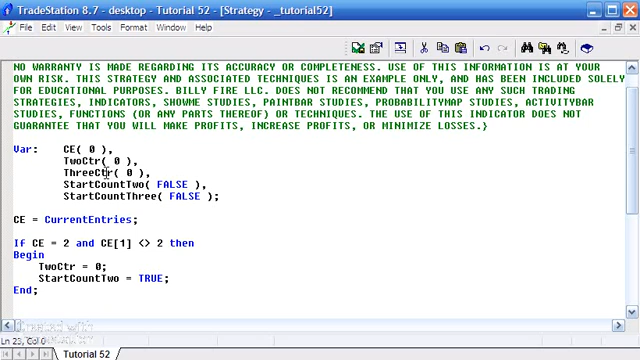 TradeStation 8.7 - desktop - Tutorial 52 - [Strategy - _tutorial52]
File Edit View Tools Format Window Help
NO WARRANTY IS MADE REGARDING ITS ACCURACY OR COMPLETENESS. USE OF THIS INFORMATION IS AT YOUR
OWN RISK. THIS STRATEGY AND ASSOCIATED TECHNIQUES IS AN EXAMPLE ONLY, AND HAS BEEN INCLUDED SOLELY
FOR EDUCATIONAL PURPOSES. BILLY FIRE LLC. DOES NOT RECOMMEND THAT YOU USE ANY SUCH TRADING
STRATEGIES, INDICATORS, SHOWME STUDIES, PAINTBAR STUDIES, PROBABILITYMAP STUDIES, ACTIVITYBAR
STUDIES, FUNCTIONS (OR ANY PARTS THEREOF) OR TECHNIQUES. THE USE OF THIS INDICATOR DOES NOT
GUARANTEE THAT YOU WILL MAKE PROFITS, INCREASE PROFITS, OR MINIMIZE LOSSES.}
Var: CE( 0 ),
TwoCtr( 0 ),
ThreeCtr( 0 ),
StartCountTwo( FALSE ),
StartCountThree( FALSE );
CE = CurrentEntries;
If CE = 2 and CE[1] <> 2 then
Begin
TwoCtr = 0;
StartCountTwo = TRUE;
End;
Ln 23, Col 0
Tutorial 52